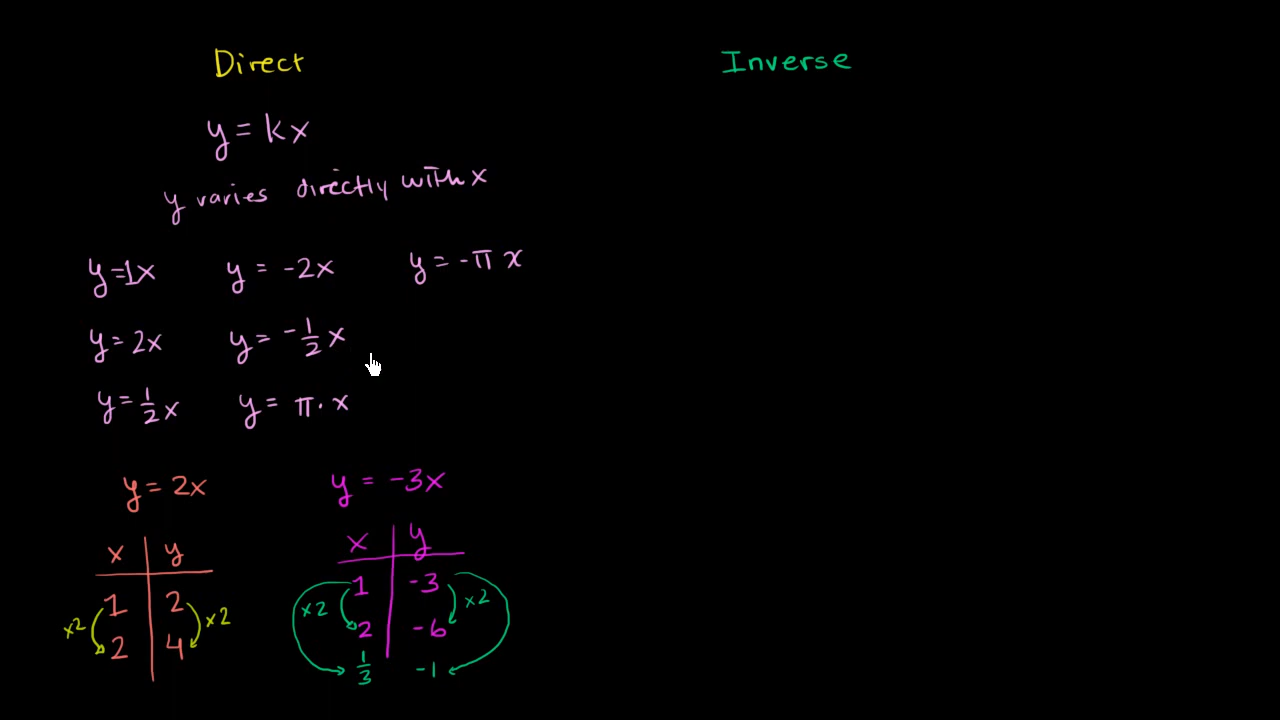 Direct
Inverse
y = kx
y varies directly with x
y=1x y = -2x y = -π x
y = 2x y = -1/2 x
y = 1/2 x y = π · x
y = 2x y = -3x
x y x y
1 2 1 -3
×2 ×2 ×2 ×2
2 4 2 -6
1/3 -1